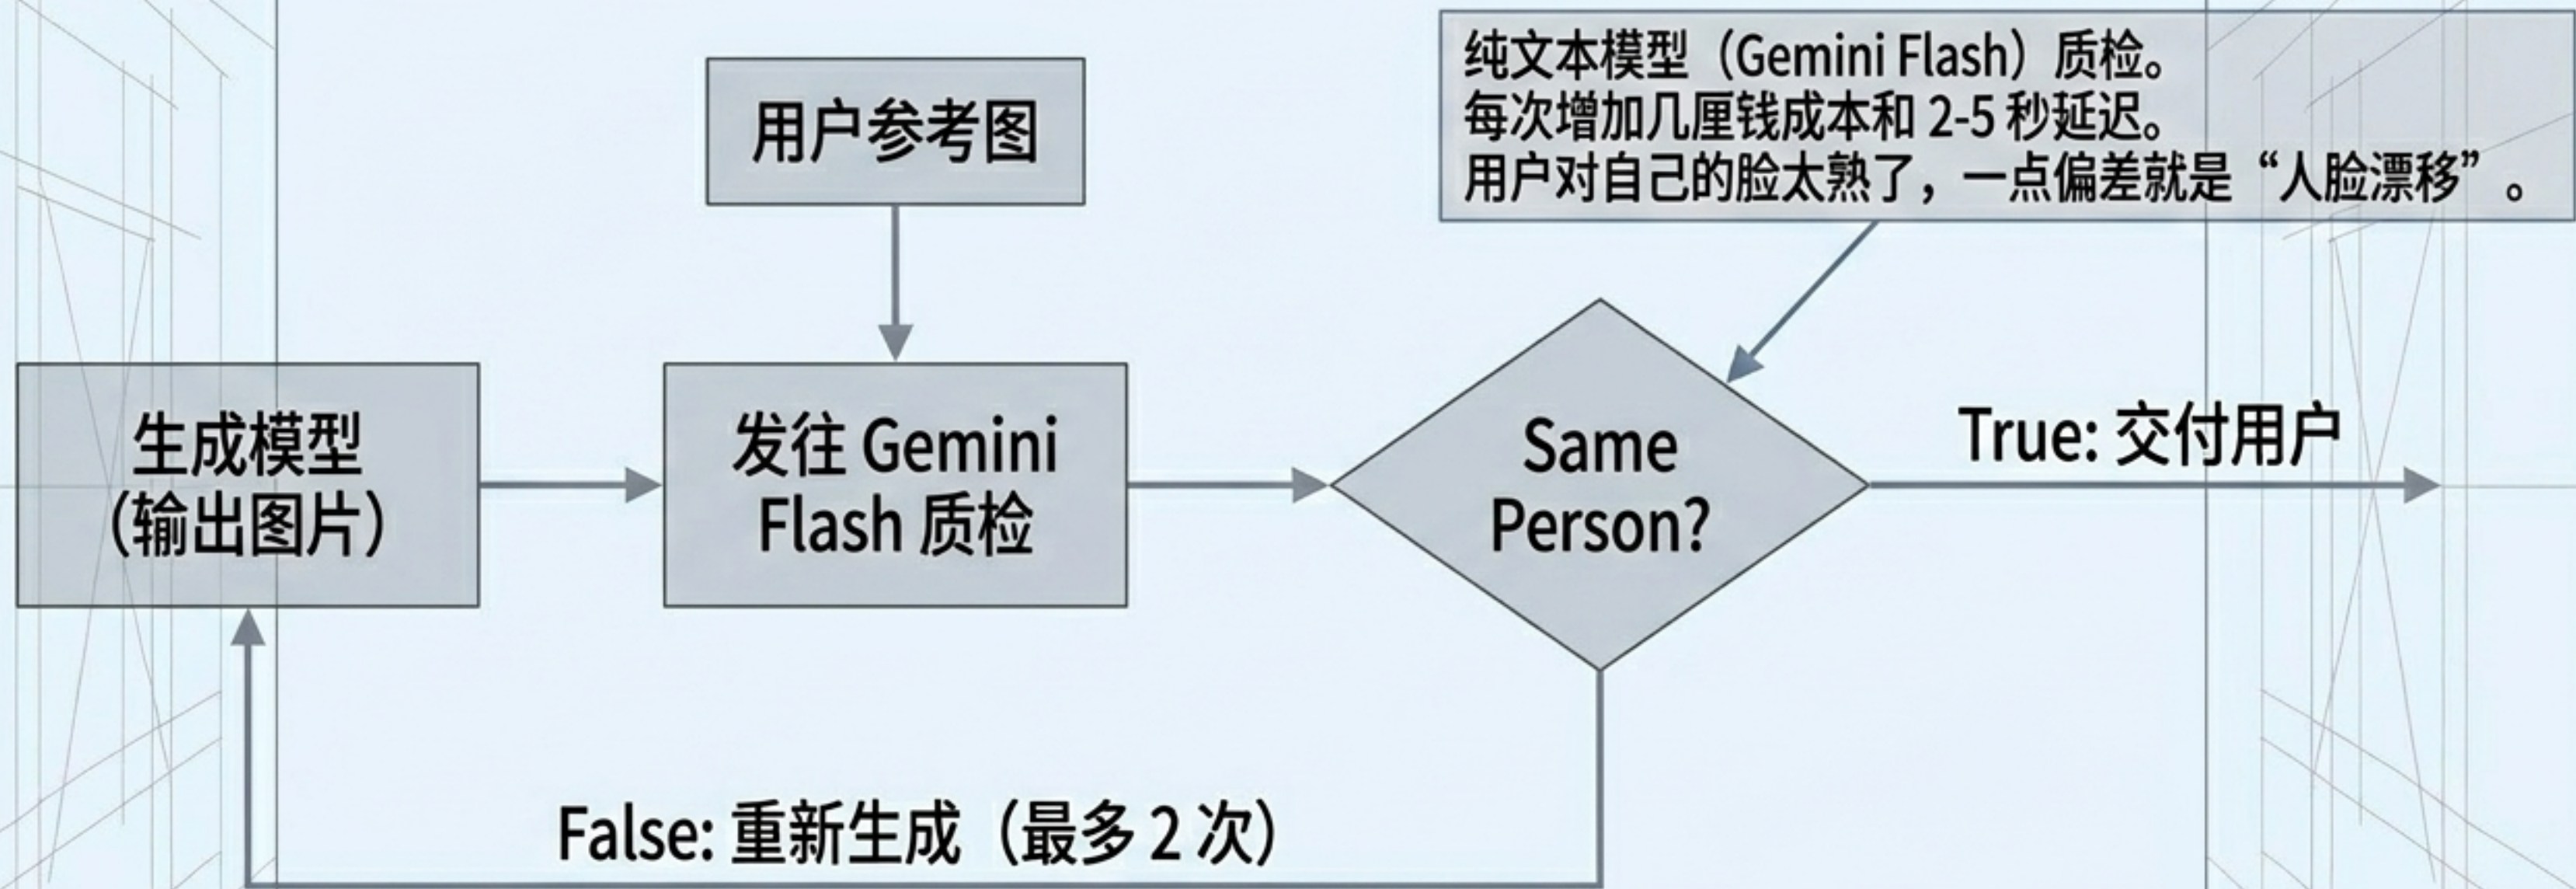 纯文本模型（Gemini Flash）质检。
每次增加几厘钱成本和 2-5 秒延迟。
用户对自己的脸太熟了，一点偏差就是“人脸漂移”。
用户参考图
生成模型
（输出图片）
发往 Gemini
Flash 质检
Same
Person?
True: 交付用户
False: 重新生成（最多 2 次）